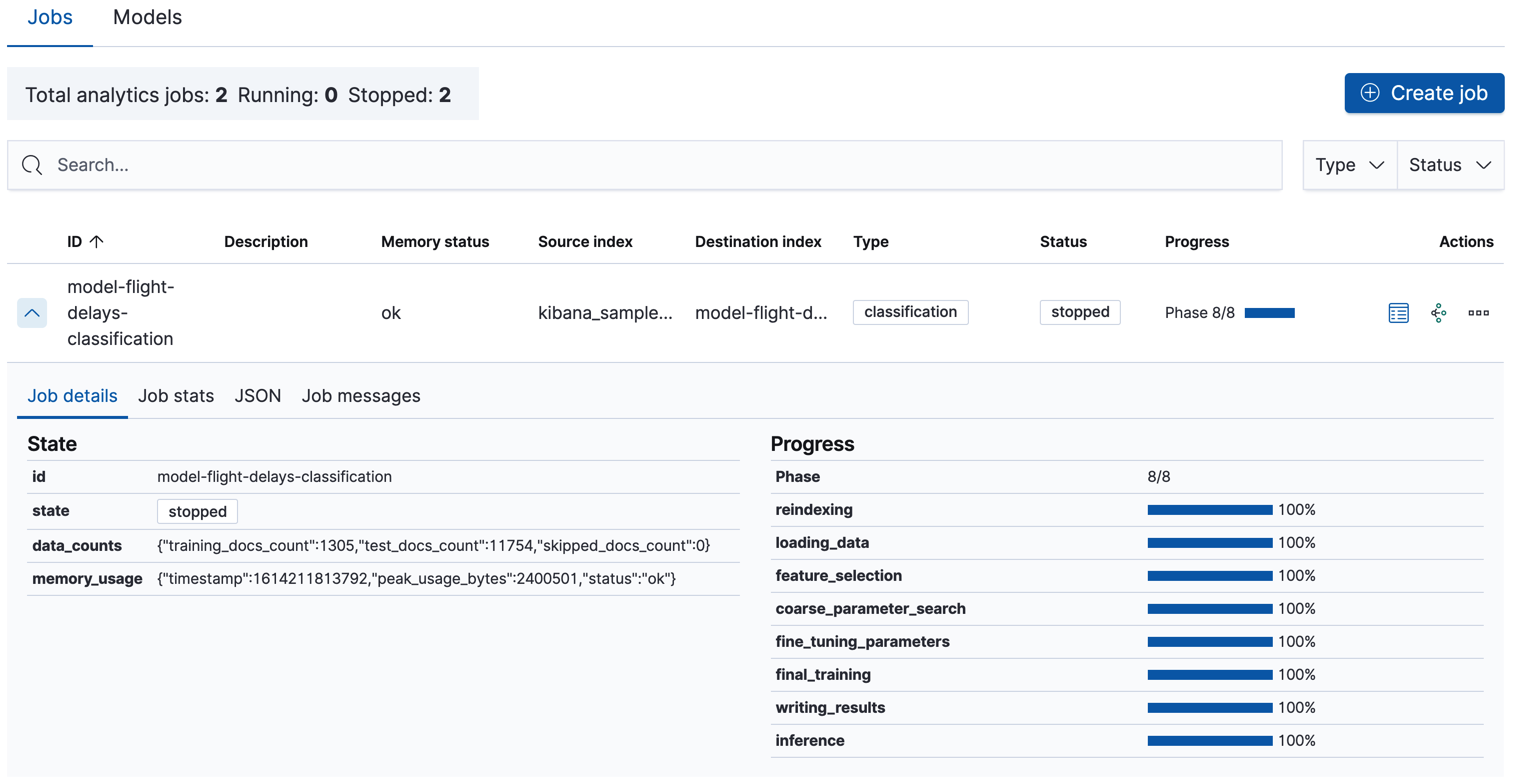 Jobs Models
Total analytics jobs: 2 Running: 0 Stopped: 2
Create job
Search...
Type Status
ID Description Memory status Source index Destination index Type Status Progress Actions
model-flight-
delays-
classification
ok kibana_sample... model-flight-d... classification stopped Phase 8/8
Job details Job stats JSON Job messages
State
id model-flight-delays-classification
state stopped
data_counts {"training_docs_count":1305,"test_docs_count":11754,"skipped_docs_count":0}
memory_usage {"timestamp":1614211813792,"peak_usage_bytes":2400501,"status":"ok"}
Progress
Phase 8/8
reindexing 100%
loading_data 100%
feature_selection 100%
coarse_parameter_search 100%
fine_tuning_parameters 100%
final_training 100%
writing_results 100%
inference 100%